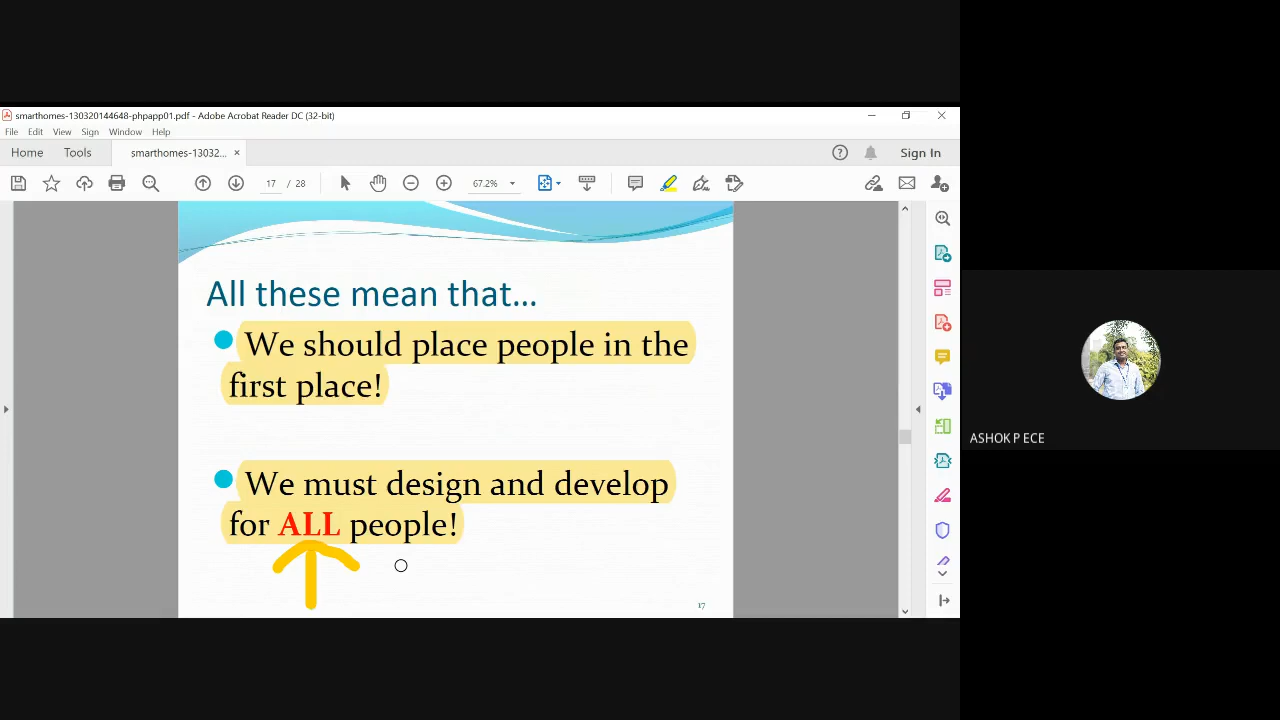 smarthomes-130320144648-phpapp01.pdf - Adobe Acrobat Reader DC (32-bit)
File Edit View Sign Window Help
Home Tools smarthomes-13032... × Sign In
17 / 28 67.2%
All these mean that...
We should place people in the
first place!
We must design and develop
for ALL people!
17
ASHOK P ECE